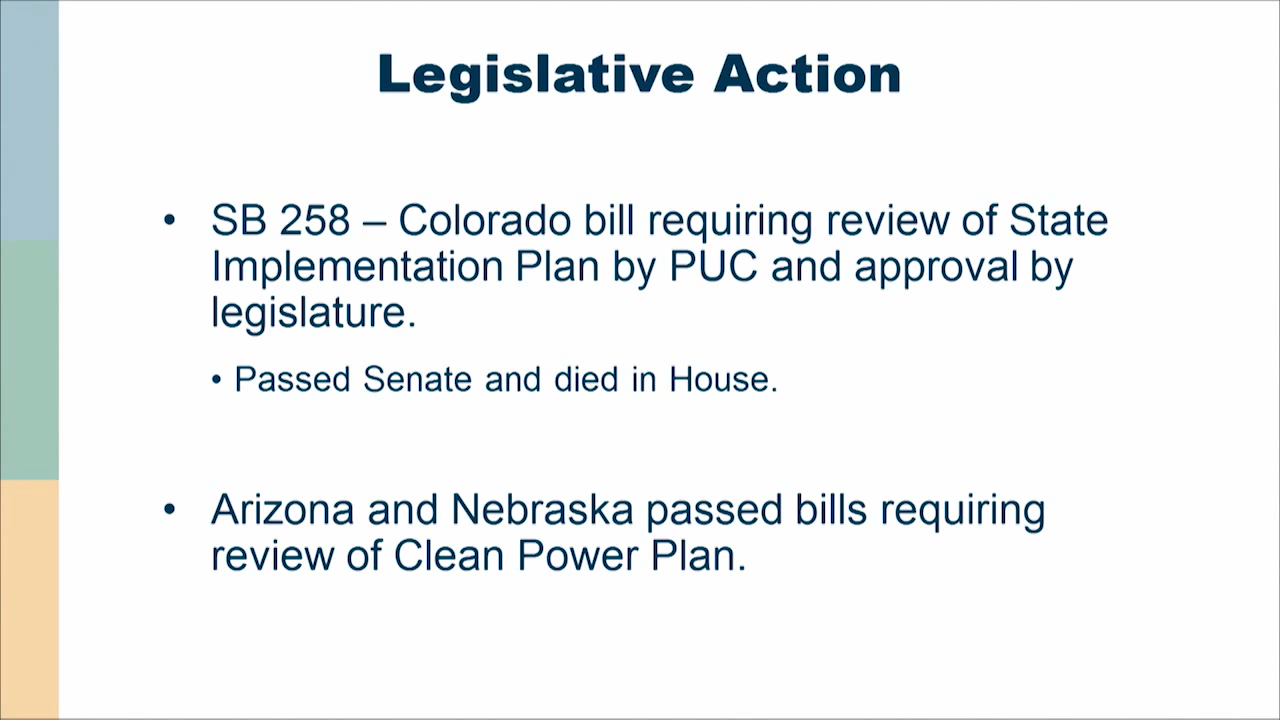 Legislative Action
• SB 258 – Colorado bill requiring review of State
Implementation Plan by PUC and approval by
legislature.
• Passed Senate and died in House.
• Arizona and Nebraska passed bills requiring
review of Clean Power Plan.